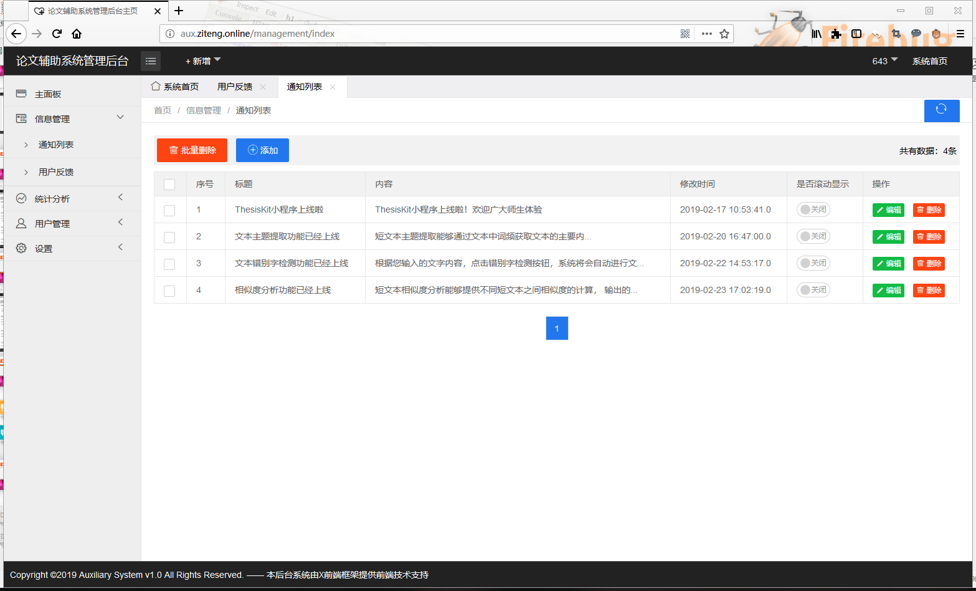 论文辅助系统管理后台主页
aux.ziteng.online/management/index
Firebug
论文辅助系统管理后台
+ 新增
643
系统首页
主面板
信息管理
通知列表
用户反馈
统计分析
用户管理
设置
系统首页 用户反馈 通知列表
首页 / 信息管理 / 通知列表
批量删除 添加 共有数据：4条
序号 标题 内容 修改时间 是否滚动显示 操作
1 ThesisKit小程序上线啦 ThesisKit小程序上线啦！欢迎广大师生体验 2019-02-17 10:53:41.0 关闭 编辑 删除
2 文本主题提取功能已经上线 短文本主题提取能够通过文本中词频获取文本的主要内... 2019-02-20 16:47:00.0 关闭 编辑 删除
3 文本错别字检测功能已经上线 根据您输入的文字内容，点击错别字检测按钮，系统将会自动进行文... 2019-02-22 14:53:17.0 关闭 编辑 删除
4 相似度分析功能已经上线 短文本相似度分析能够提供不同短文本之间相似度的计算， 输出的... 2019-02-23 17:02:19.0 关闭 编辑 删除
1
Copyright ©2019 Auxiliary System v1.0 All Rights Reserved. —— 本后台系统由X前端框架提供前端技术支持